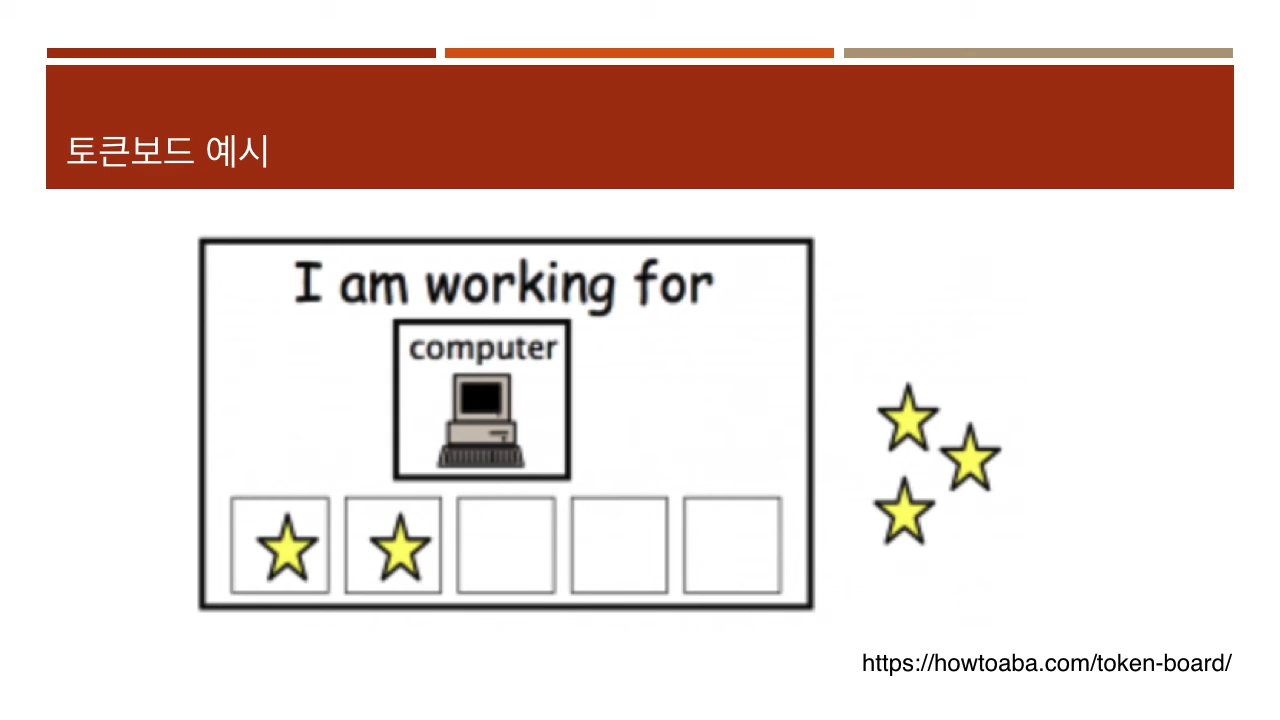 토큰보드 예시
I am working for
computer
https://howtoaba.com/token-board/